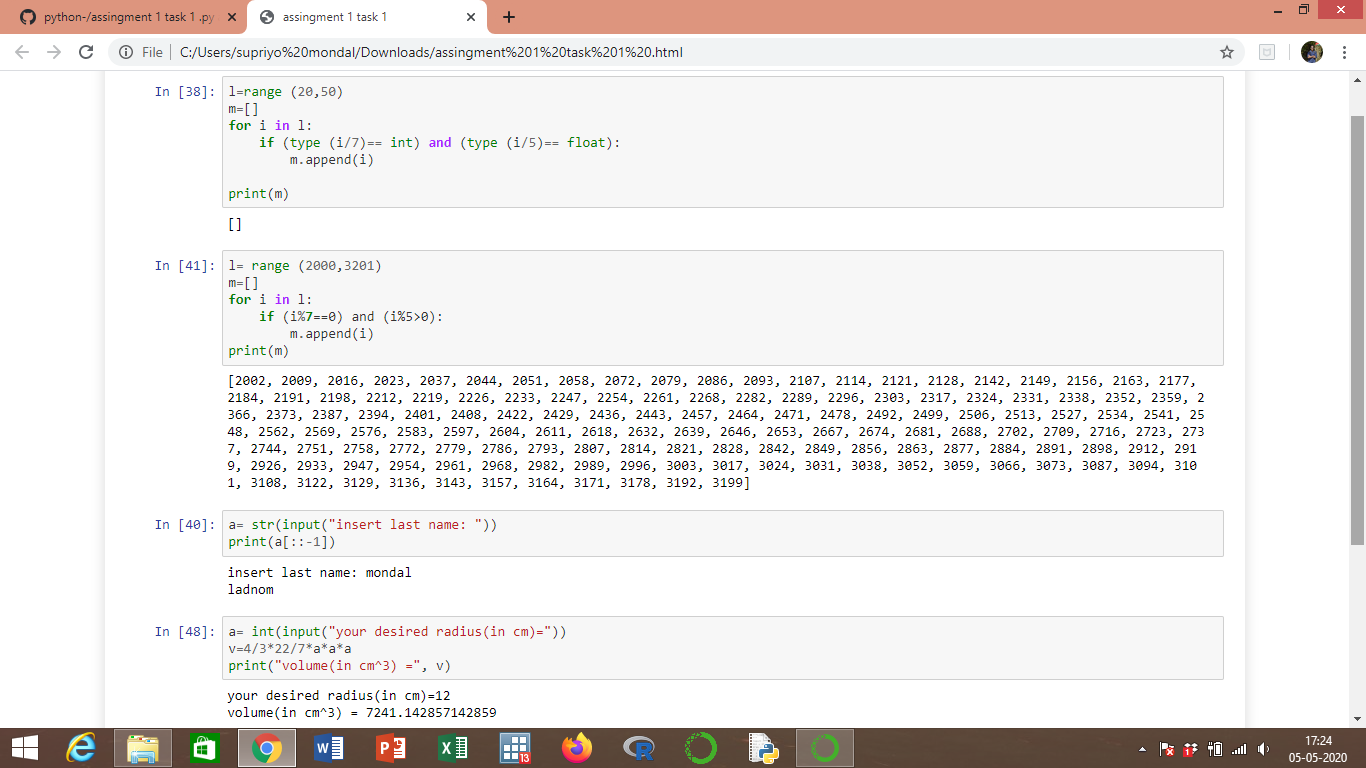 python-/assingment 1 task 1 .py
assingment 1 task 1
File
C:/Users/supriyo%20mondal/Downloads/assingment%201%20task%201%20.html
In [38]:
l=range (20,50)
m=[]
for i in l:
    if (type (i/7)== int) and (type (i/5)== float):
        m.append(i)
print(m)
[]
In [41]:
l= range (2000,3201)
m=[]
for i in l:
    if (i%7==0) and (i%5>0):
        m.append(i)
print(m)
[2002, 2009, 2016, 2023, 2037, 2044, 2051, 2058, 2072, 2079, 2086, 2093, 2107, 2114, 2121, 2128, 2142, 2149, 2156, 2163, 2177,
2184, 2191, 2198, 2212, 2219, 2226, 2233, 2247, 2254, 2261, 2268, 2282, 2289, 2296, 2303, 2317, 2324, 2331, 2338, 2352, 2359, 2
366, 2373, 2387, 2394, 2401, 2408, 2422, 2429, 2436, 2443, 2457, 2464, 2471, 2478, 2492, 2499, 2506, 2513, 2527, 2534, 2541, 25
48, 2562, 2569, 2576, 2583, 2597, 2604, 2611, 2618, 2632, 2639, 2646, 2653, 2667, 2674, 2681, 2688, 2702, 2709, 2716, 2723, 273
7, 2744, 2751, 2758, 2772, 2779, 2786, 2793, 2807, 2814, 2821, 2828, 2842, 2849, 2856, 2863, 2877, 2884, 2891, 2898, 2912, 291
9, 2926, 2933, 2947, 2954, 2961, 2968, 2982, 2989, 2996, 3003, 3017, 3024, 3031, 3038, 3052, 3059, 3066, 3073, 3087, 3094, 310
1, 3108, 3122, 3129, 3136, 3143, 3157, 3164, 3171, 3178, 3192, 3199]
In [40]:
a= str(input("insert last name: "))
print(a[::-1])
insert last name: mondal
ladnom
In [48]:
a= int(input("your desired radius(in cm)="))
v=4/3*22/7*a*a*a
print("volume(in cm^3) =", v)
your desired radius(in cm)=12
volume(in cm^3) = 7241.142857142859
13
17:24
05-05-2020